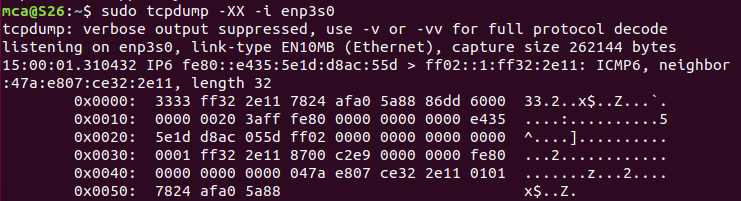 mca@S26:~$ sudo tcpdump -XX -i enp3s0
tcpdump: verbose output suppressed, use -v or -vv for full protocol decode
listening on enp3s0, link-type EN10MB (Ethernet), capture size 262144 bytes
15:00:01.310432 IP6 fe80::e435:5e1d:d8ac:55d > ff02::1:ff32:2e11: ICMP6, neighbor
:47a:e807:ce32:2e11, length 32
0x0000:  3333 ff32 2e11 7824 afa0 5a88 86dd 6000  33.2..x$..Z...`.
0x0010:  0000 0020 3aff fe80 0000 0000 0000 e435  ....:..........5
0x0020:  5e1d d8ac 055d ff02 0000 0000 0000 0000  ^....]..........
0x0030:  0001 ff32 2e11 8700 c2e9 0000 0000 fe80  ...2............
0x0040:  0000 0000 0000 047a e807 ce32 2e11 0101  .......z...2....
0x0050:  7824 afa0 5a88  x$..Z.